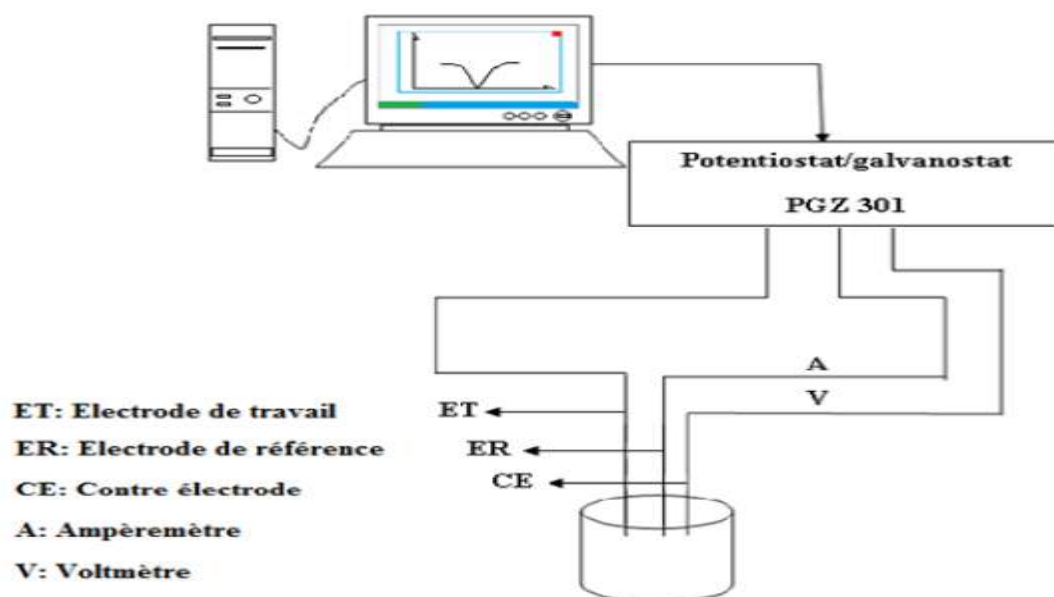 Potentiostat/galvanostat
PGZ 301
A
V
ET: Electrode de travail
ER: Electrode de référence
CE: Contre électrode
A: Ampèremètre
V: Voltmètre
ET
ER
CE